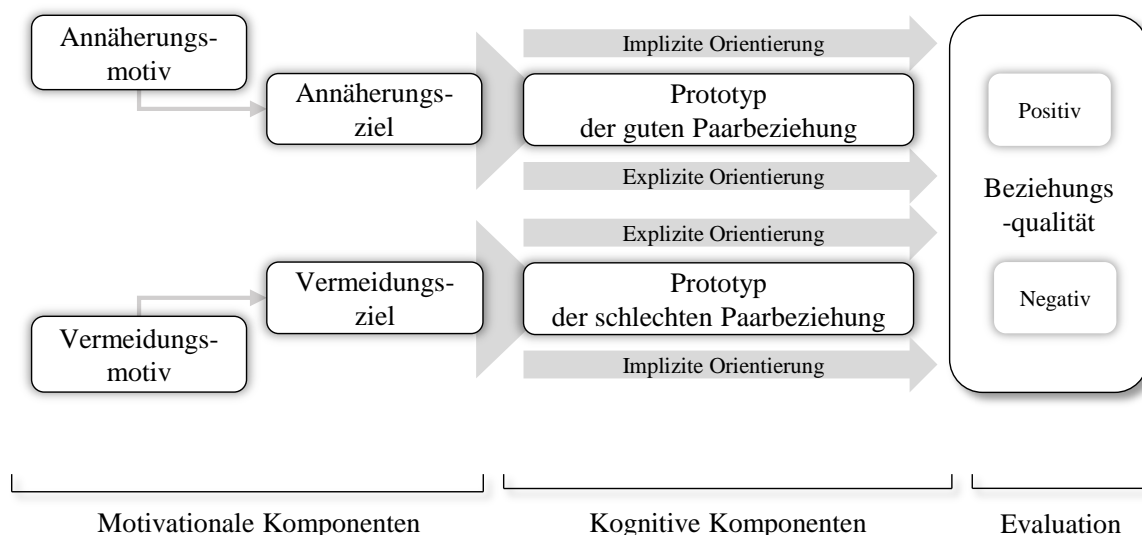 Annäherungs-
motiv
Annäherungs-
ziel
Implizite Orientierung
Prototyp
der guten Paarbeziehung
Explizite Orientierung
Vermeidungs-
motiv
Vermeidungs-
ziel
Explizite Orientierung
Prototyp
der schlechten Paarbeziehung
Implizite Orientierung
Positiv
Beziehungs
-qualität
Negativ
Motivationale Komponenten
Kognitive Komponenten
Evaluation